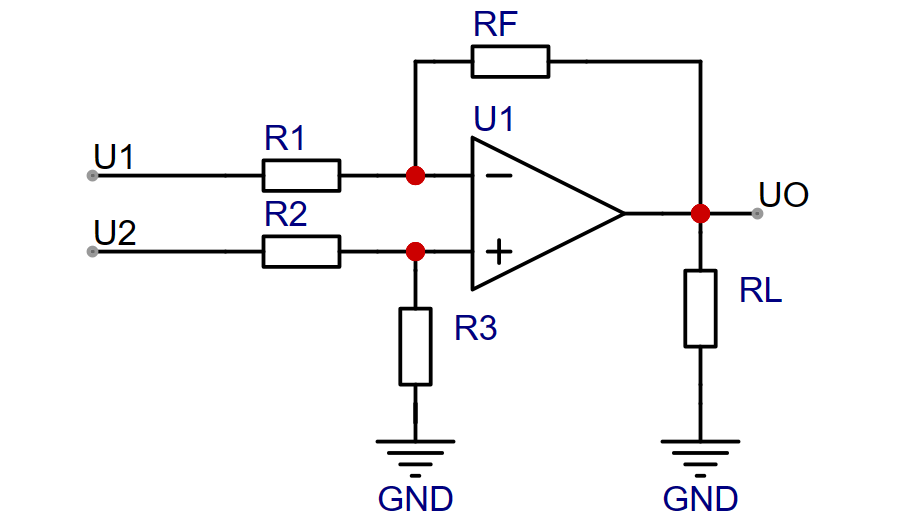 RF
U1
R1
U1
R2
U2
UO
RL
R3
GND
GND